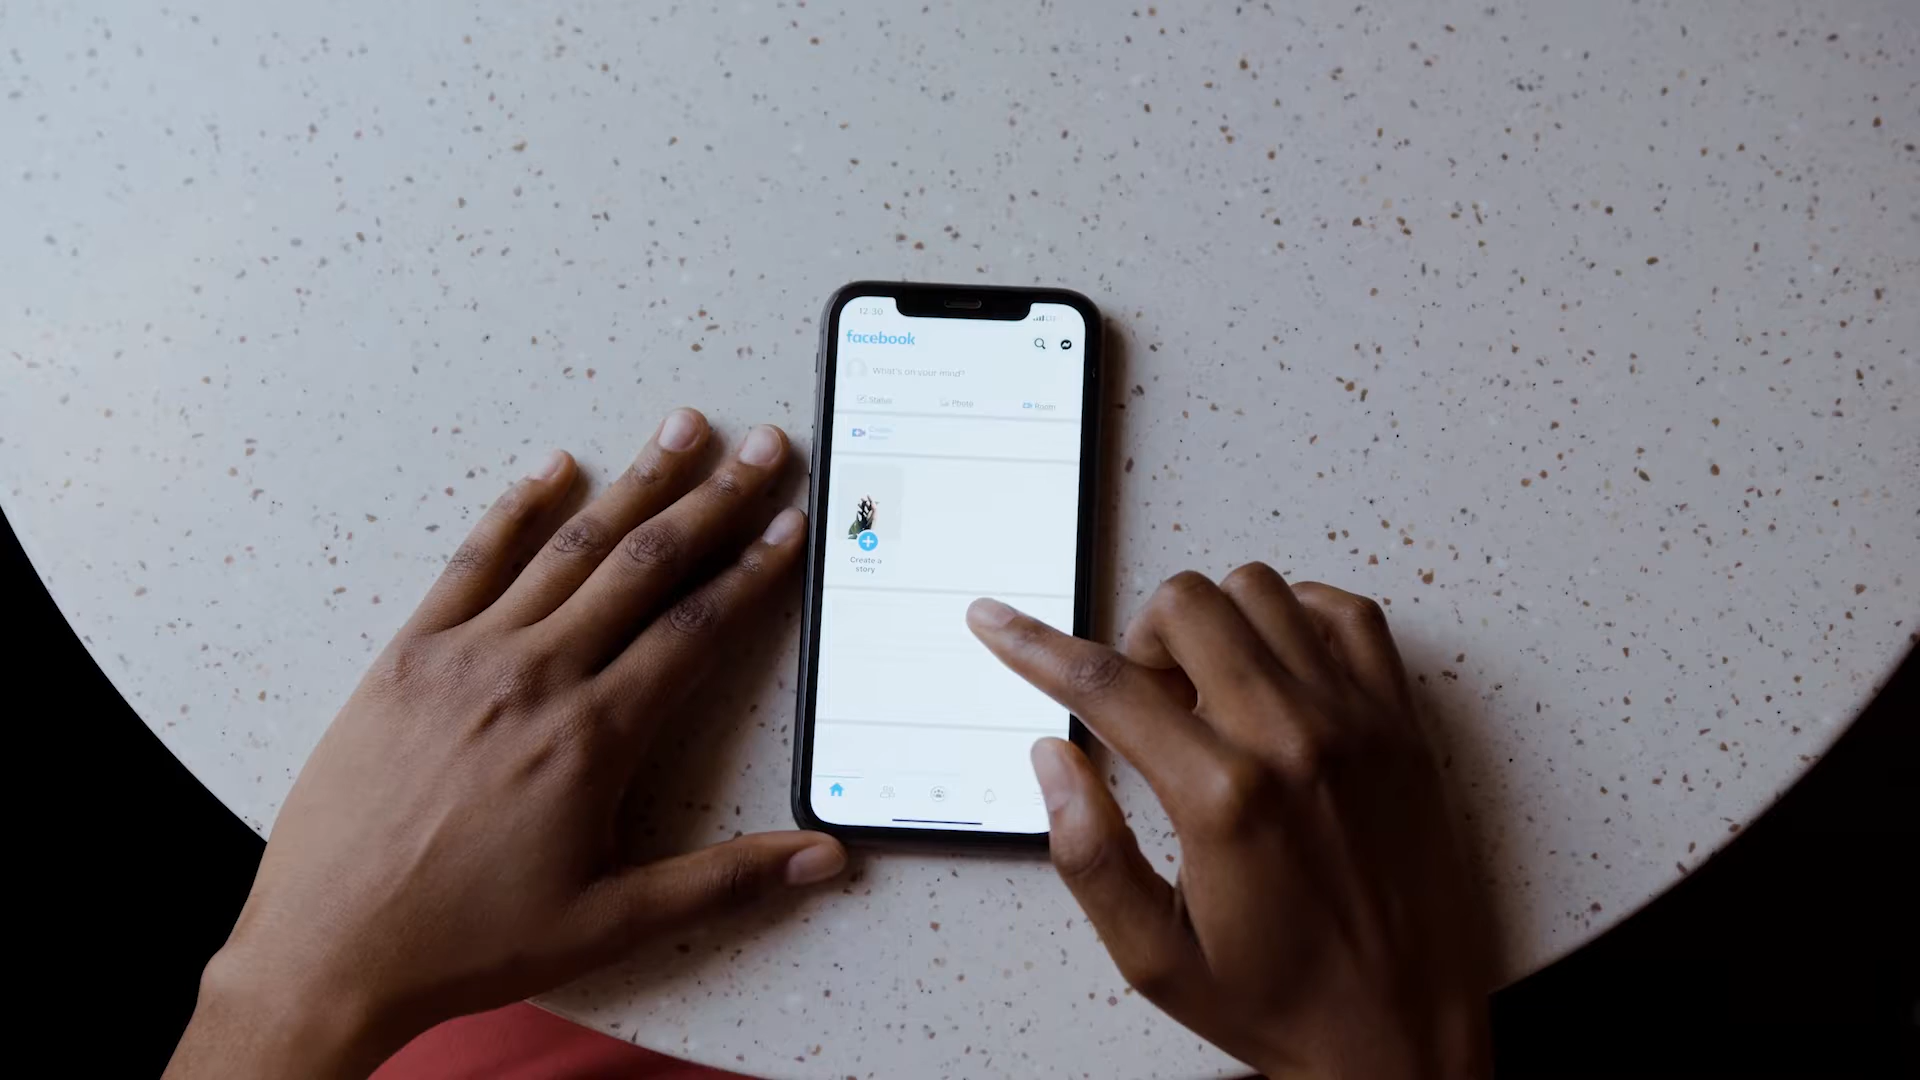 12:30
facebook
What's on your mind?
Status Photo Room
Create a
story